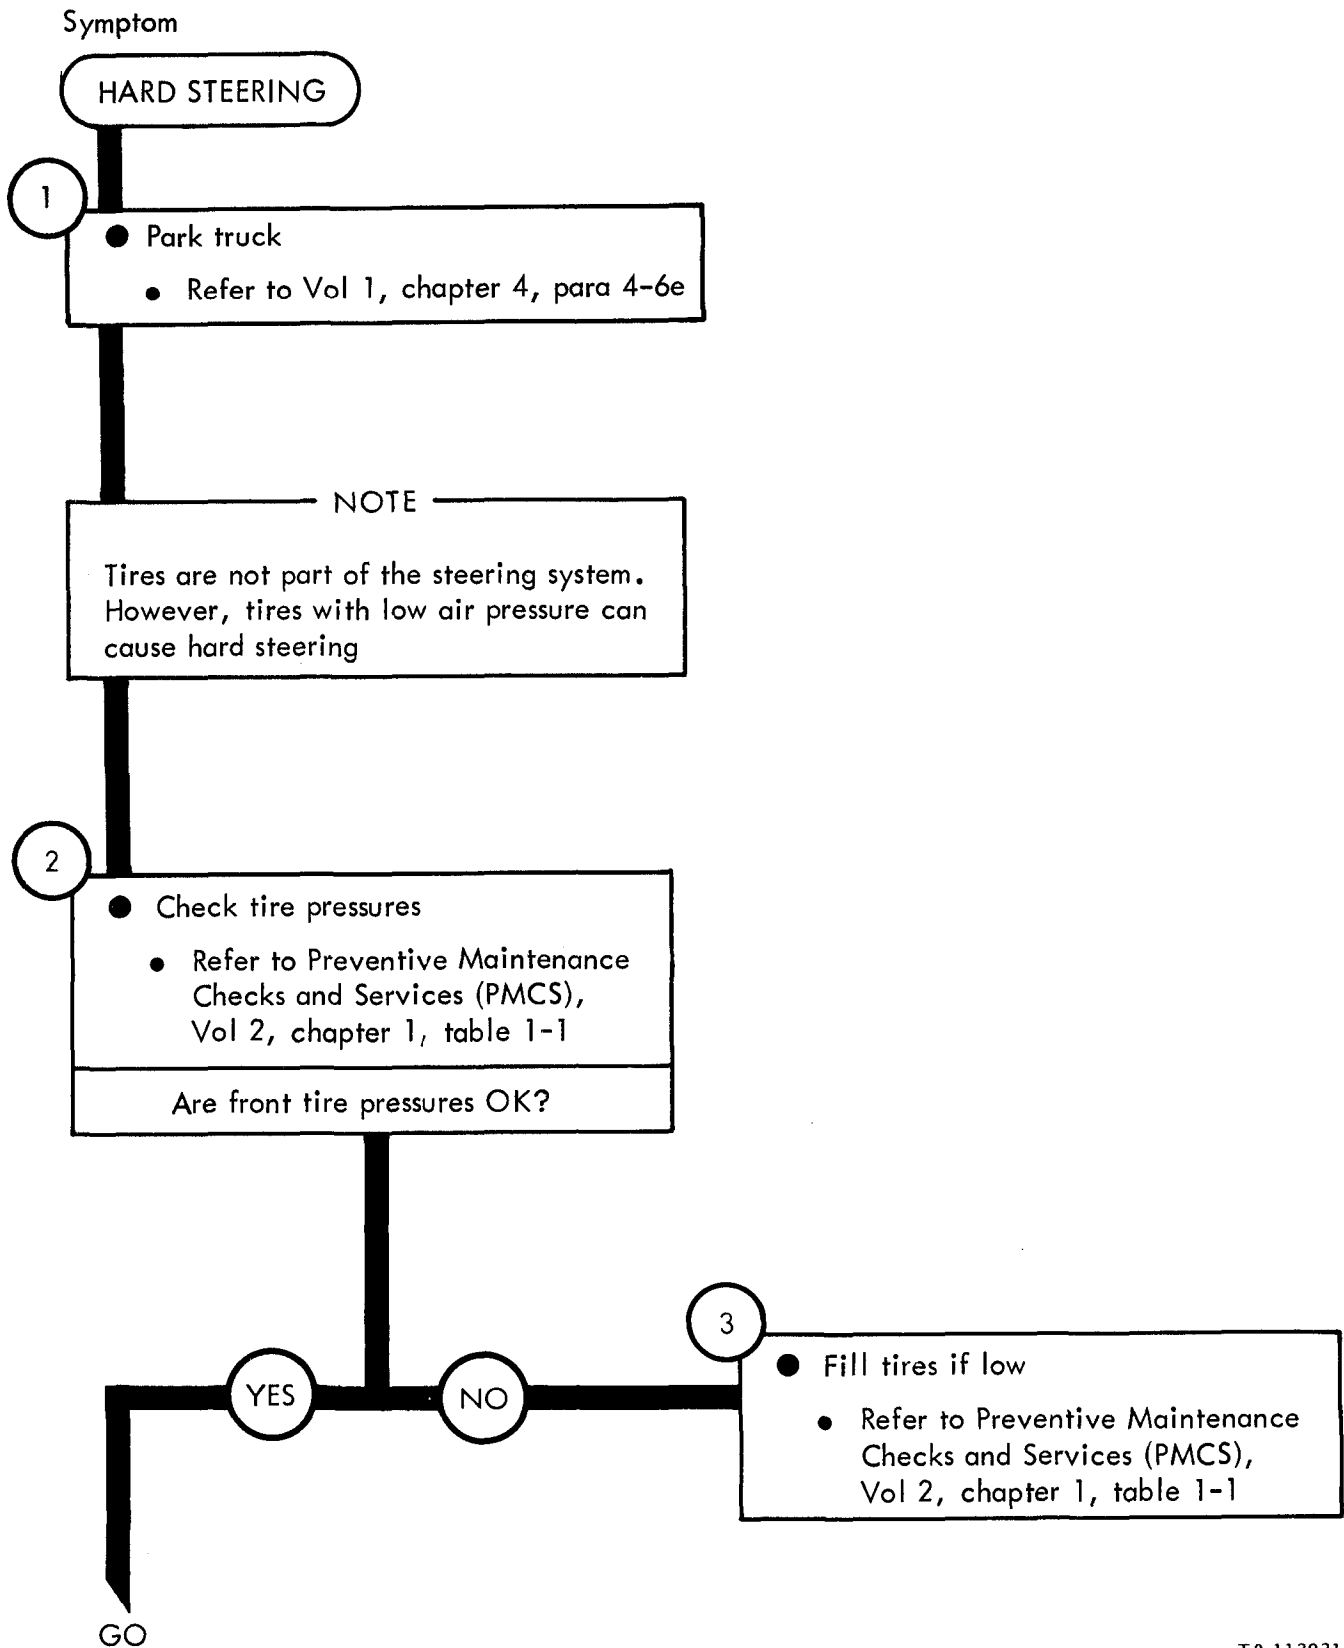 Symptom
HARD STEERING
1
● Park truck
● Refer to Vol 1, chapter 4, para 4-6e
NOTE
Tires are not part of the steering system.
However, tires with low air pressure can
cause hard steering
2
● Check tire pressures
● Refer to Preventive Maintenance
Checks and Services (PMCS),
Vol 2, chapter 1, table 1-1
Are front tire pressures OK?
YES
NO
3
● Fill tires if low
● Refer to Preventive Maintenance
Checks and Services (PMCS),
Vol 2, chapter 1, table 1-1
GO